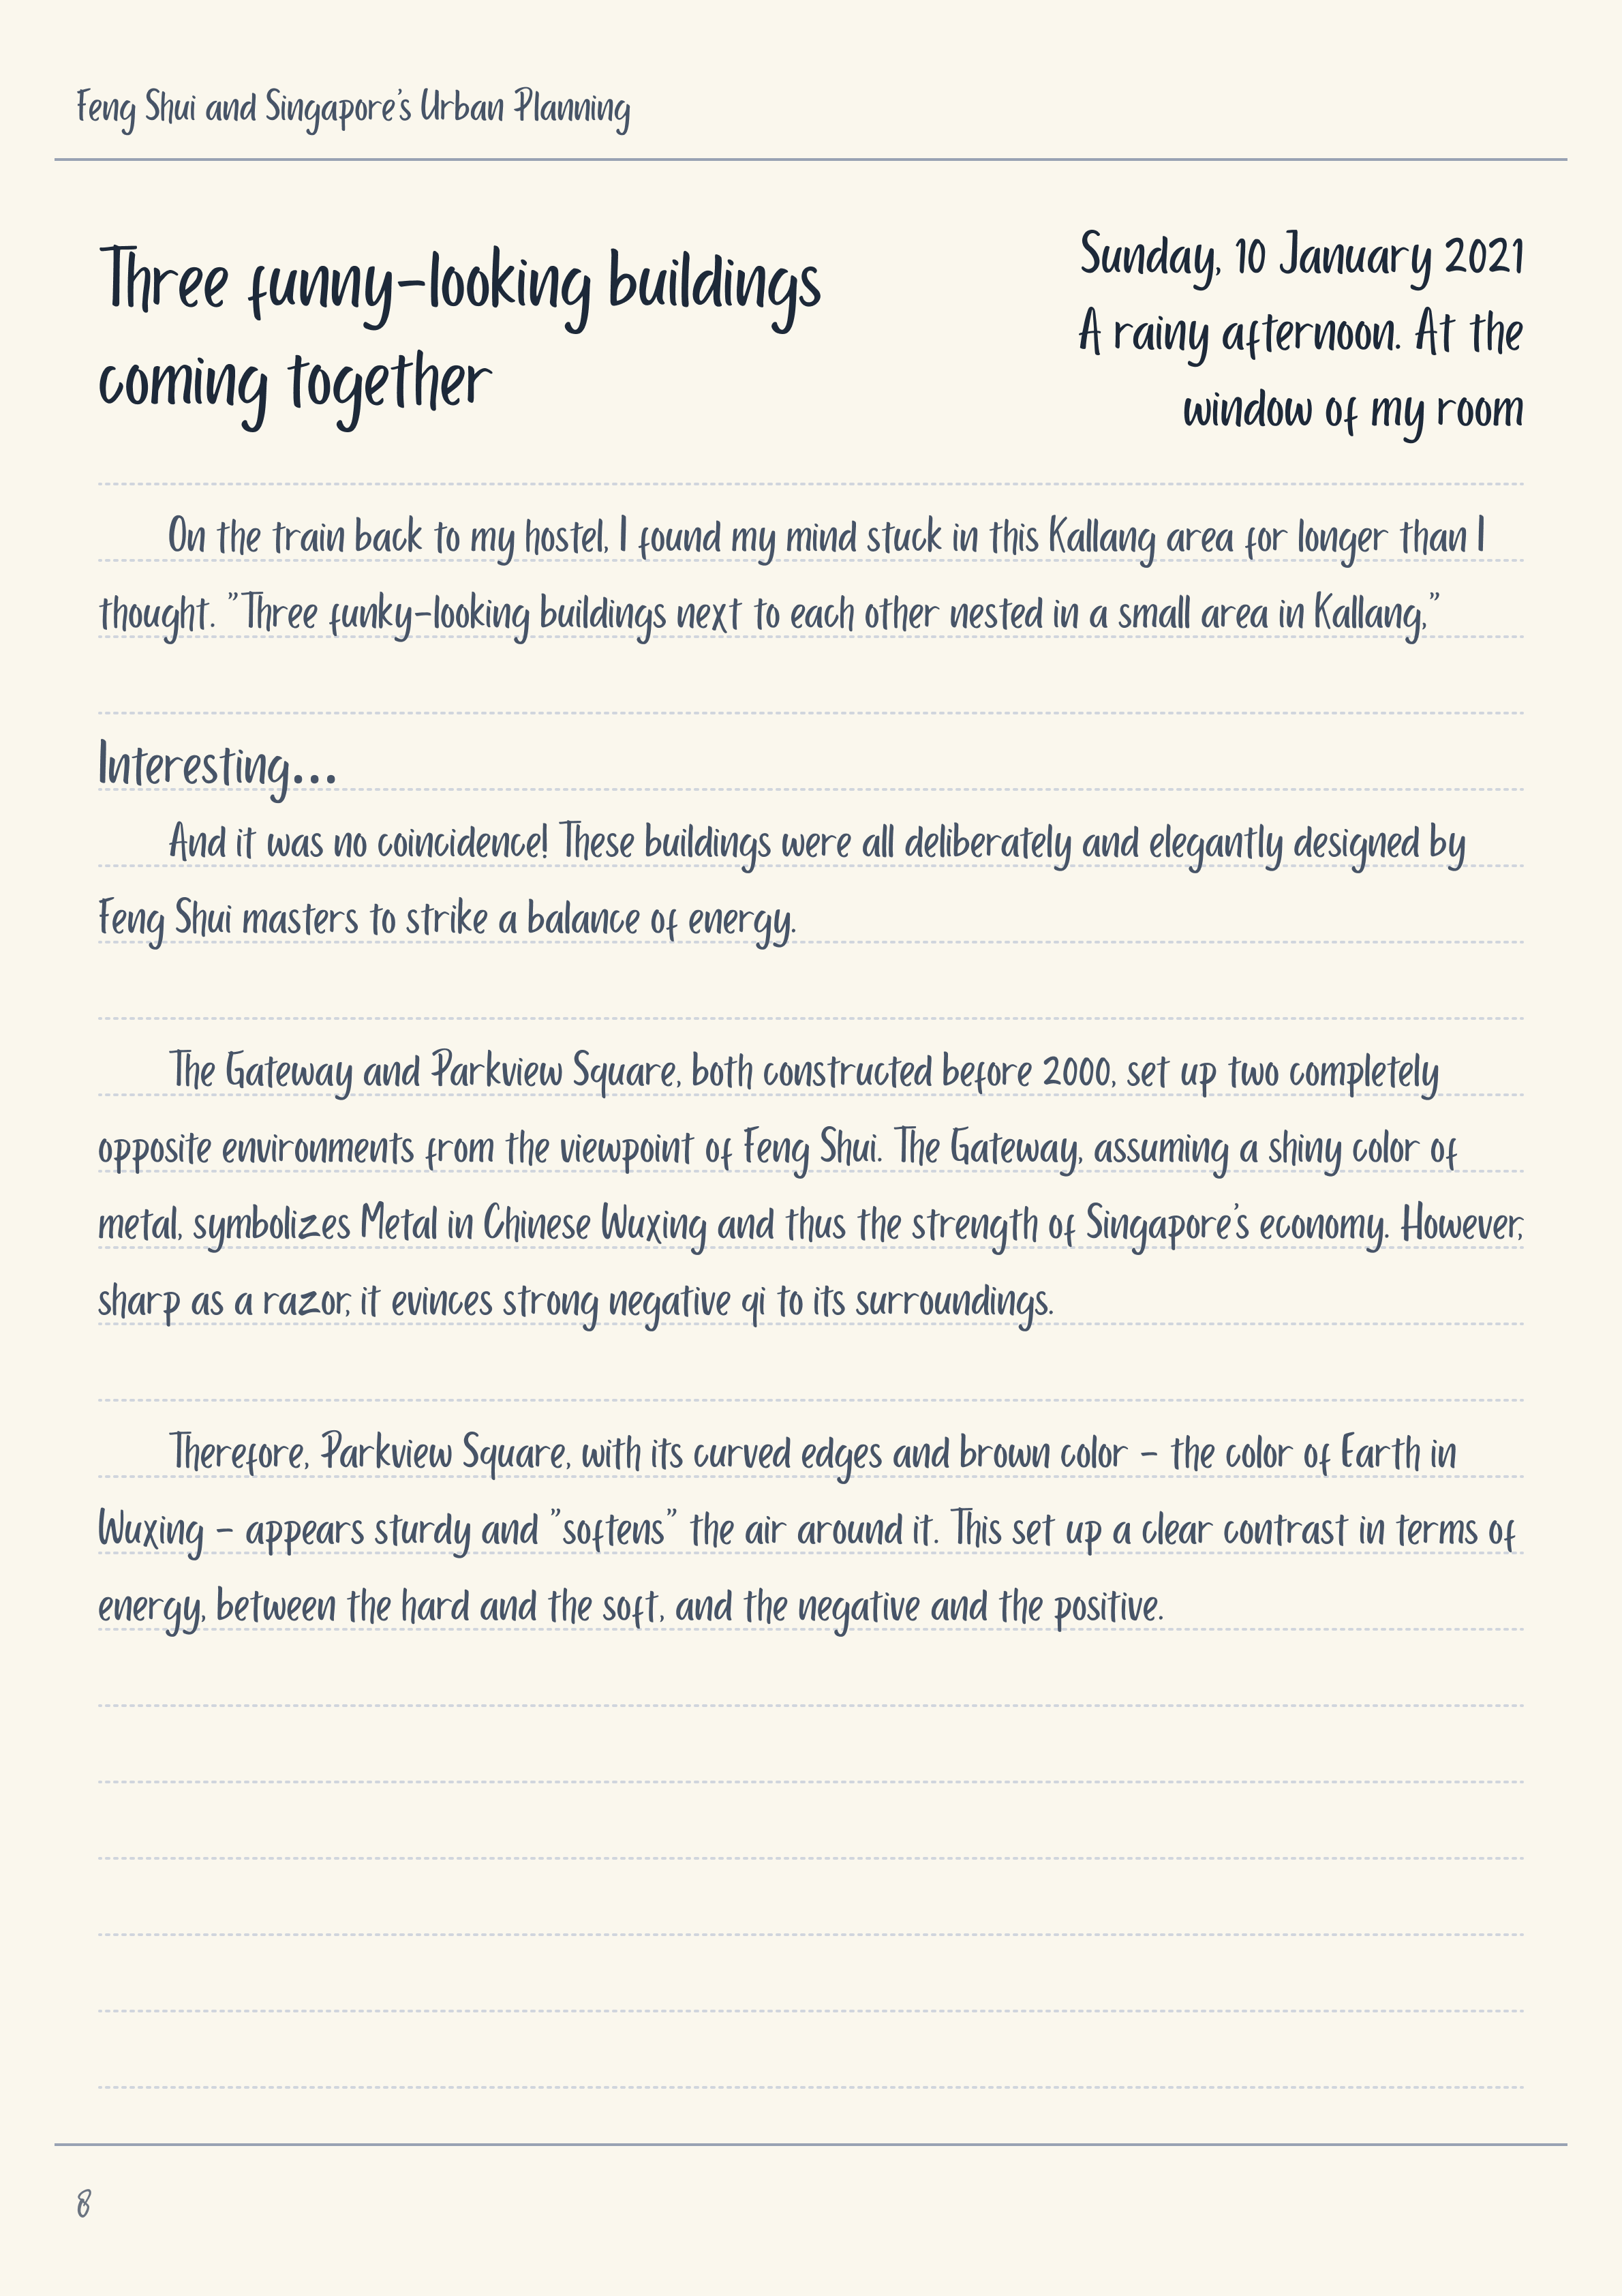 Feng Shui and Singapore's Urban Planning
Three funny-looking buildings
coming together
Sunday, 10 January 2021
A rainy afternoon. At the
window of my room
On the train back to my hostel, I found my mind stuck in this Kallang area for longer than I
thought. "Three funky-looking buildings next to each other nested in a small area in Kallang,"
Interesting...
And it was no coincidence! These buildings were all deliberately and elegantly designed by
Feng Shui masters to strike a balance of energy.
The Gateway and Parkview Square, both constructed before 2000, set up two completely
opposite environments from the viewpoint of Feng Shui. The Gateway, assuming a shiny color of
metal, symbolizes Metal in Chinese Wuxing and thus the strength of Singapore's economy. However,
sharp as a razor, it evinces strong negative qi to its surroundings.
Therefore, Parkview Square, with its curved edges and brown color - the color of Earth in
Wuxing - appears sturdy and "softens" the air around it. This set up a clear contrast in terms of
energy, between the hard and the soft, and the negative and the positive.
8